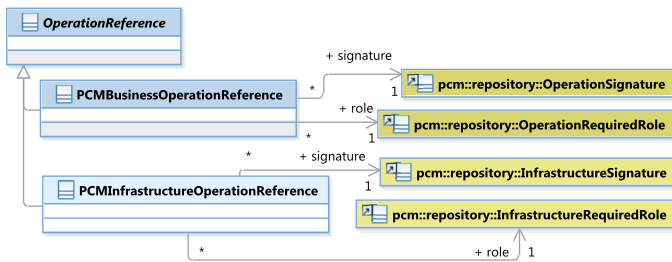 OperationReference
+ signature
*
PCMBusinessOperationReference
1
pcm::repository::OperationSignature
+ role
*
1
pcm::repository::OperationRequiredRole
*
+ signature
1
pcm::repository::InfrastructureSignature
PCMInfrastructureOperationReference
pcm::repository::InfrastructureRequiredRole
*
+ role
1